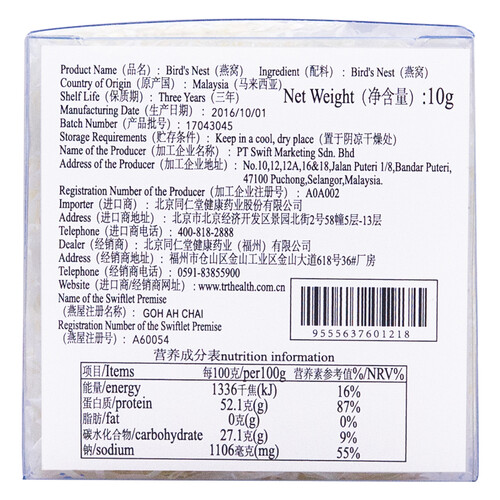 Product Name（品名）：Bird's Nest（燕窝） Ingredient（配料）：Bird's Nest（燕窝）
Country of Origin（原产国）：Malaysia（马来西亚）
Shelf Life（保质期）：Three Years（三年） Net Weight（净含量）:10g
Manufacturing Date（生产日期）：2016/10/01
Batch Number（产品批号）：17043045
Storage Requirements（贮存条件）：Keep in a cool, dry place（置于阴凉干燥处）
Name of the Producer（加工企业名称）：PT Swift Marketing Sdn. Bhd
Address of the Producer（加工企业地址）：No.10,12,12A,16&18,Jalan Puteri 1/8,Bandar Puteri,
47100 Puchong,Selangor,Malaysia.
Registration Number of the Producer（加工企业注册号）：A0A002
Importer（进口商）：北京同仁堂健康药业股份有限公司
Address（进口商地址）：北京市北京经济开发区景园北街2号58幢5层-13层
Telephone（进口商电话）：400-818-2888
Dealer（经销商）：北京同仁堂健康药业（福州）有限公司
Address（经销商地址）：福州市仓山区金山工业区金山大道618号36#厂房
Telephone（经销商电话）：0591-83855900
Website（进口商/经销商网址）：www.trthealth.com.cn
Name of the Swiftlet Premise
（燕屋注册名）：GOH AH CHAI
Registration Number of the Swiftlet Premise
（燕屋注册号）：A60054
9555637601218
营养成分表nutrition information
项目/Items 每100克/per100g 营养素参考值%/NRV%
能量/energy 1336千焦(kJ) 16%
蛋白质/protein 52.1克(g) 87%
脂肪/fat 0克(g) 0%
碳水化合物/carbohydrate 27.1克(g) 9%
钠/sodium 1106毫克(mg) 55%